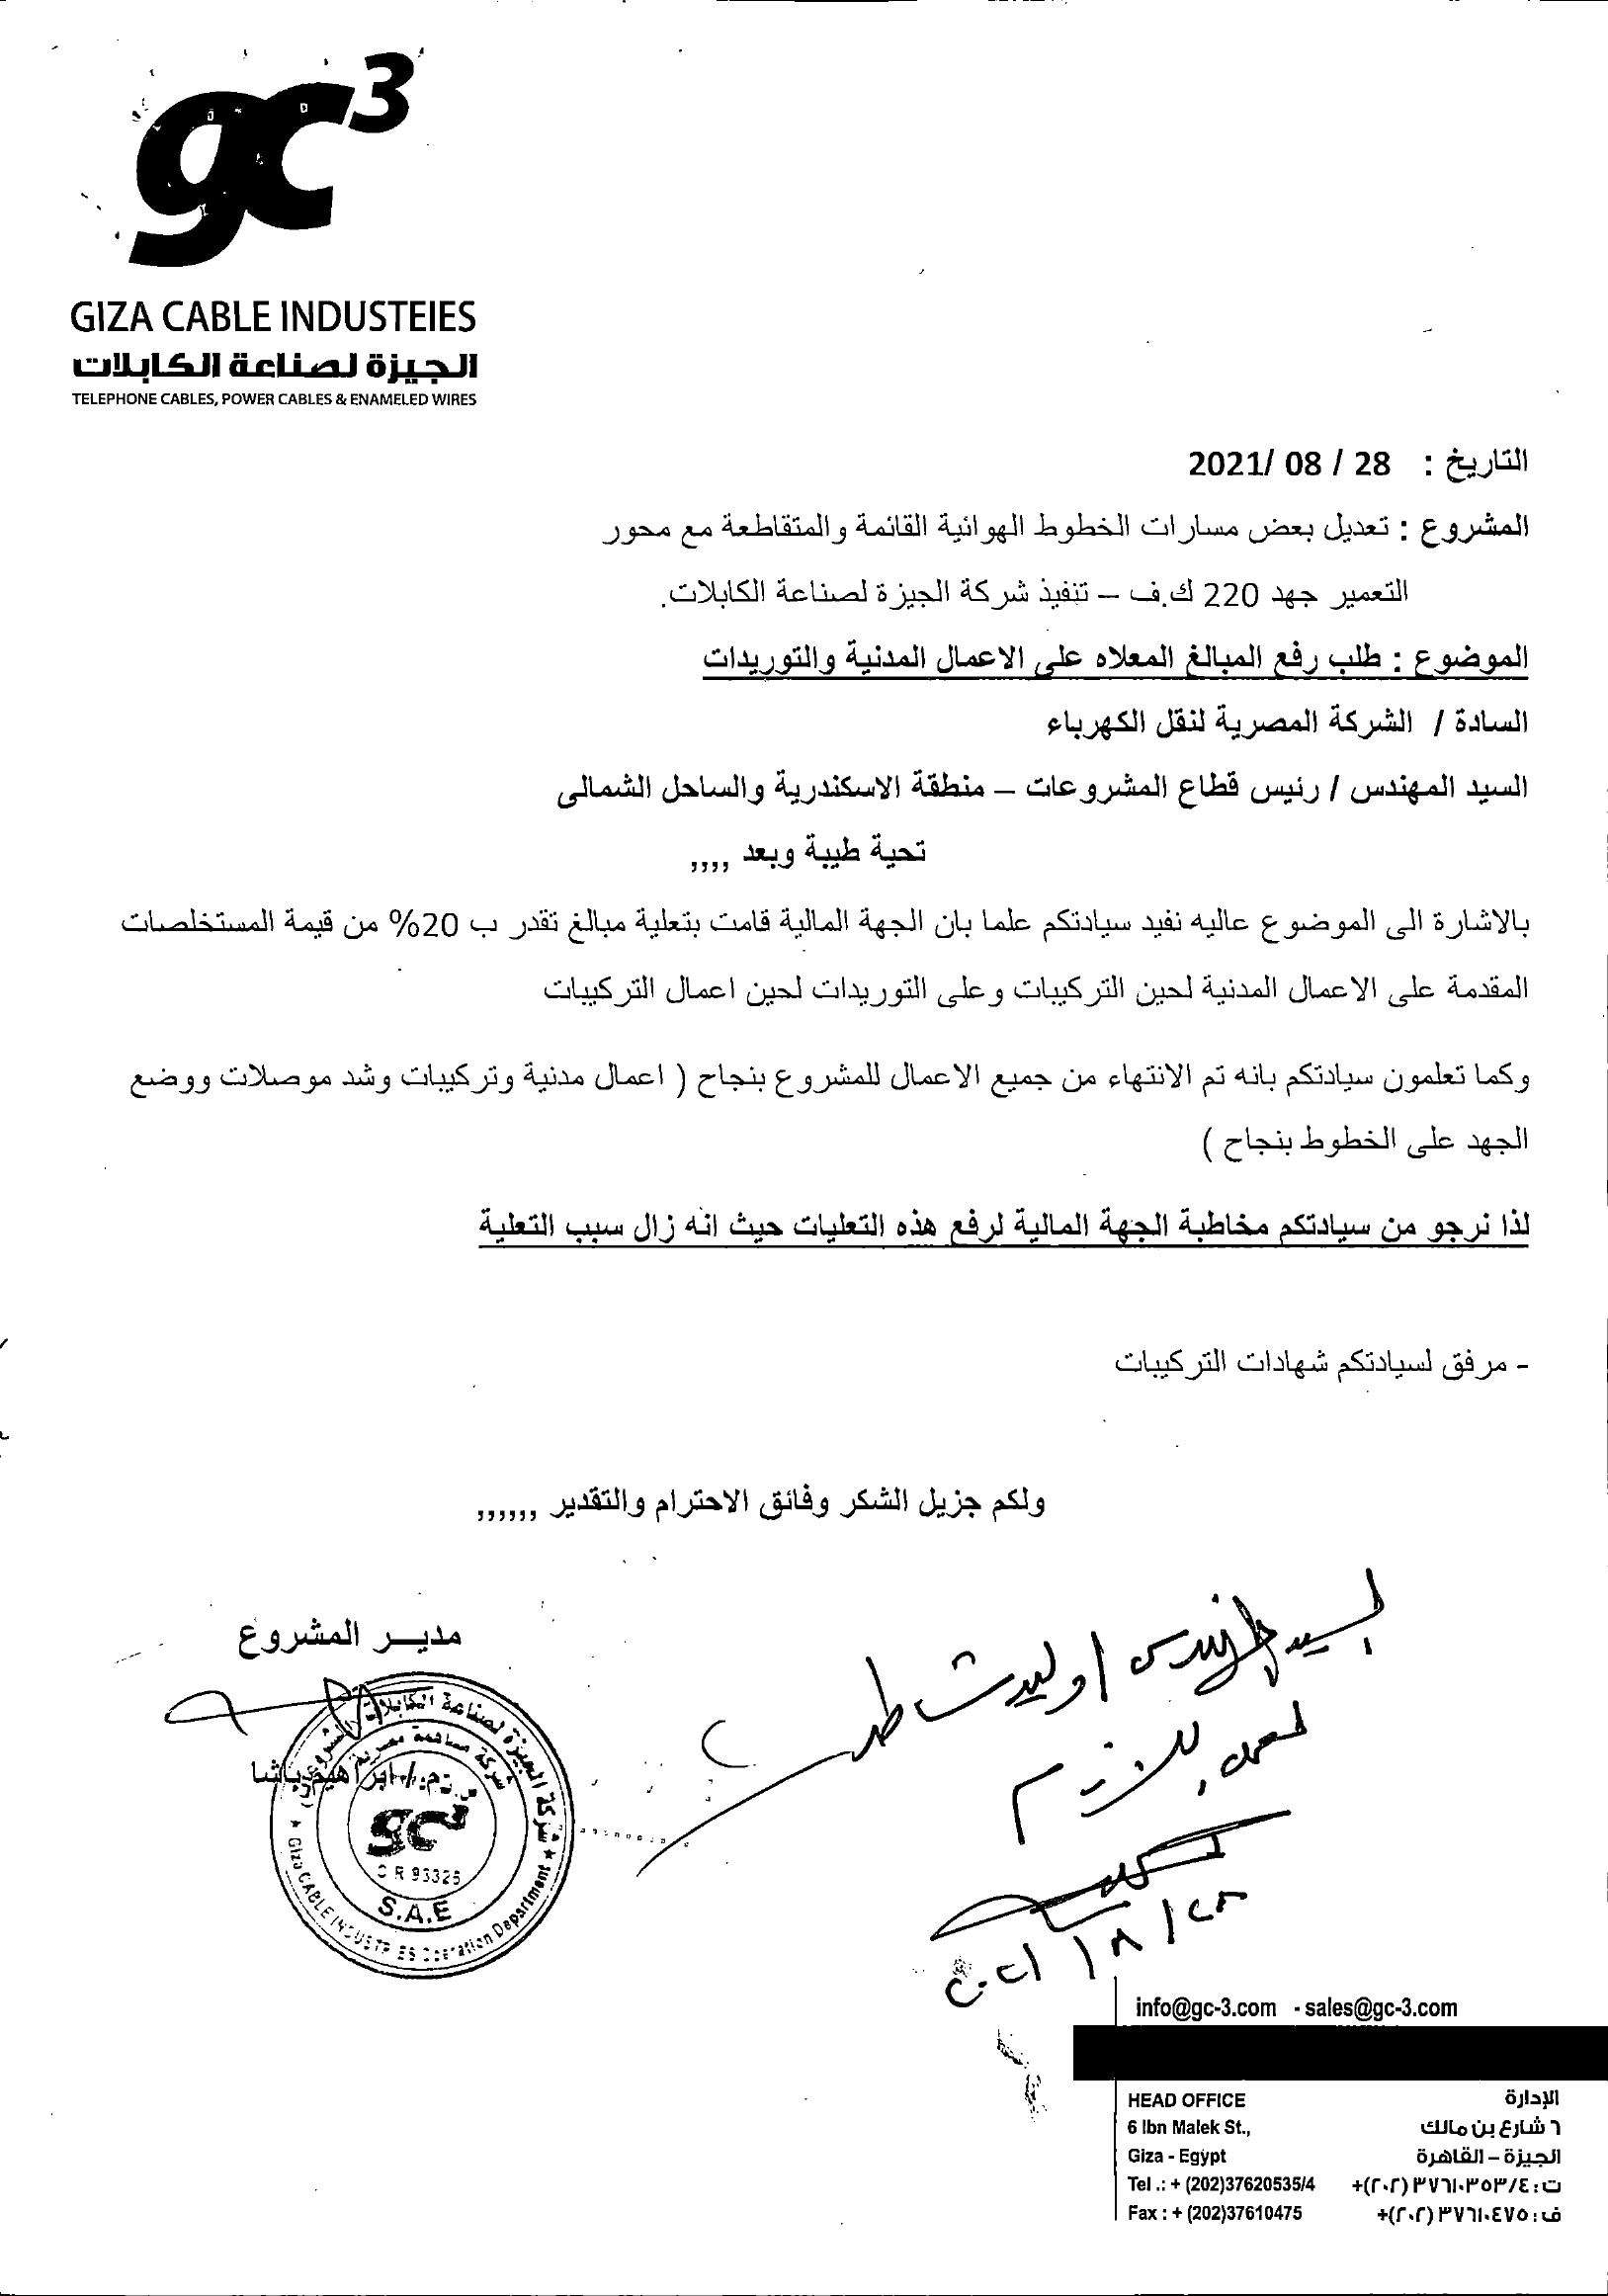 gc3
GIZA CABLE INDUSTEIES
الجيزة لصناعة الكابلات
TELEPHONE CABLES, POWER CABLES & ENAMELED WIRES
التاريخ : 28 / 08 /2021
المشروع : تعديل بعض مسارات الخطوط الهوائية القائمة والمتقاطعة مع محور
التعمير جهد 220 ك.ف – تنفيذ شركة الجيزة لصناعة الكابلات.
الموضوع : طلب رفع المبالغ المعلاه على الاعمال المدنية والتوريدات
السادة / الشركة المصرية لنقل الكهرباء
السيد المهندس / رئيس قطاع المشروعات – منطقة الاسكندرية والساحل الشمالى
تحية طيبة وبعد ,,,,
بالاشارة الى الموضوع عاليه نفيد سيادتكم علما بان الجهة المالية قامت بتعلية مبالغ تقدر ب 20% من قيمة المستخلصات
المقدمة على الاعمال المدنية لحين التركيبات وعلى التوريدات لحين اعمال التركيبات
وكما تعلمون سيادتكم بانه تم الانتهاء من جميع الاعمال للمشروع بنجاح ( اعمال مدنية وتركيبات وشد موصلات ووضع
الجهد على الخطوط بنجاح )
لذا نرجو من سيادتكم مخاطبة الجهة المالية لرفع هذه التعليات حيث انه زال سبب التعلية
- مرفق لسيادتكم شهادات التركيبات
ولكم جزيل الشكر وفائق الاحترام والتقدير ,,,,,,
مديـــر المشروع
م/ ابراهيم باشا
شركة الجيزة لصناعة الكابلات
شركة مساهمة مصرية
ش.م.م
gc3
C R 93325
S.A.E
Giza CABLE INDUSTRIES Operation Department
السيد المهندس / وليد
info@gc-3.com - sales@gc-3.com
HEAD OFFICE
6 Ibn Malek St.,
Giza - Egypt
Tel .: + (202)37620535/4
Fax : + (202)37610475
الإدارة
٦ شارع بن مالك
الجيزة – القاهرة
ت : ٣٧٦١٠٣٥٣/٤ (٢٠٢)+
ف : ٣٧٦١٠٤٧٥ (٢٠٢)+